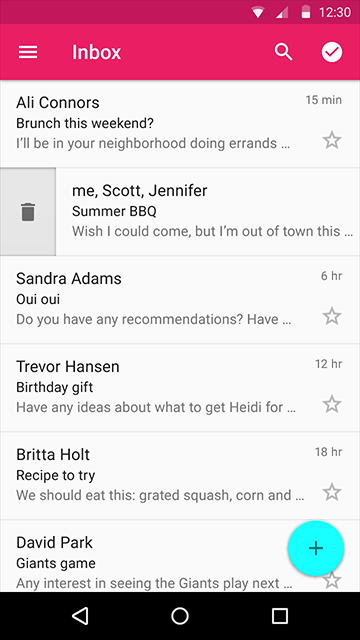 12:30
Inbox
Ali Connors 15 min
Brunch this weekend?
I’ll be in your neighborhood doing errands ...
me, Scott, Jennifer
Summer BBQ
Wish I could come, but I’m out of town this ...
Sandra Adams 6 hr
Oui oui
Do you have any recommendations? Have ...
Trevor Hansen 12 hr
Birthday gift
Have any ideas about what to get Heidi for ...
Britta Holt 18 hr
Recipe to try
We should eat this: grated squash, corn and ...
David Park
Giants game
Any interest in seeing the Giants play next ...